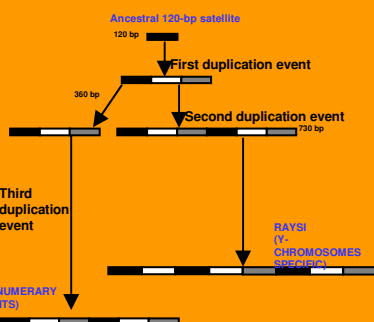 Ancestral 120-bp satellite
120 bp
First duplication event
360 bp
Second duplication event
730 bp
Third
duplication
event
RAYSI
(Y-
CHROMOSOMES
SPECIFIC)
NUMERARY
ITS)